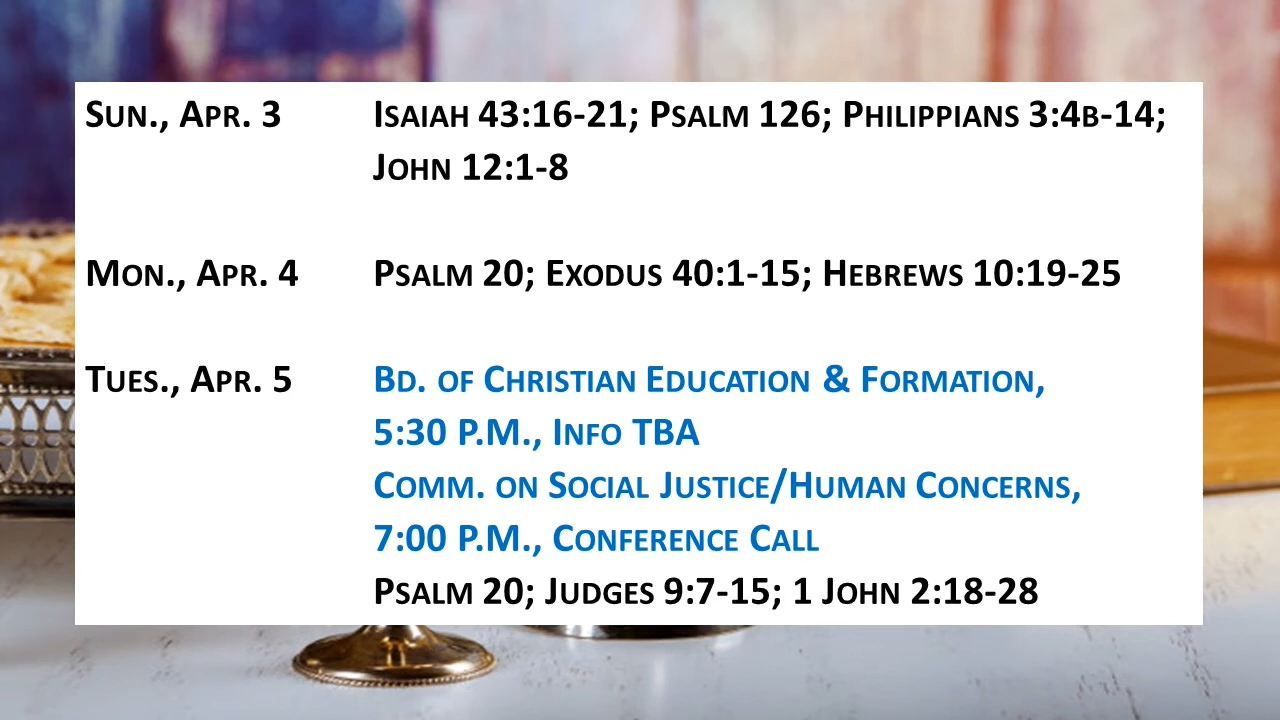 Sun., Apr. 3 Isaiah 43:16-21; Psalm 126; Philippians 3:4b-14;
John 12:1-8
Mon., Apr. 4 Psalm 20; Exodus 40:1-15; Hebrews 10:19-25
Tues., Apr. 5 Bd. of Christian Education & Formation,
5:30 P.M., Info TBA
Comm. on Social Justice/Human Concerns,
7:00 P.M., Conference Call
Psalm 20; Judges 9:7-15; 1 John 2:18-28